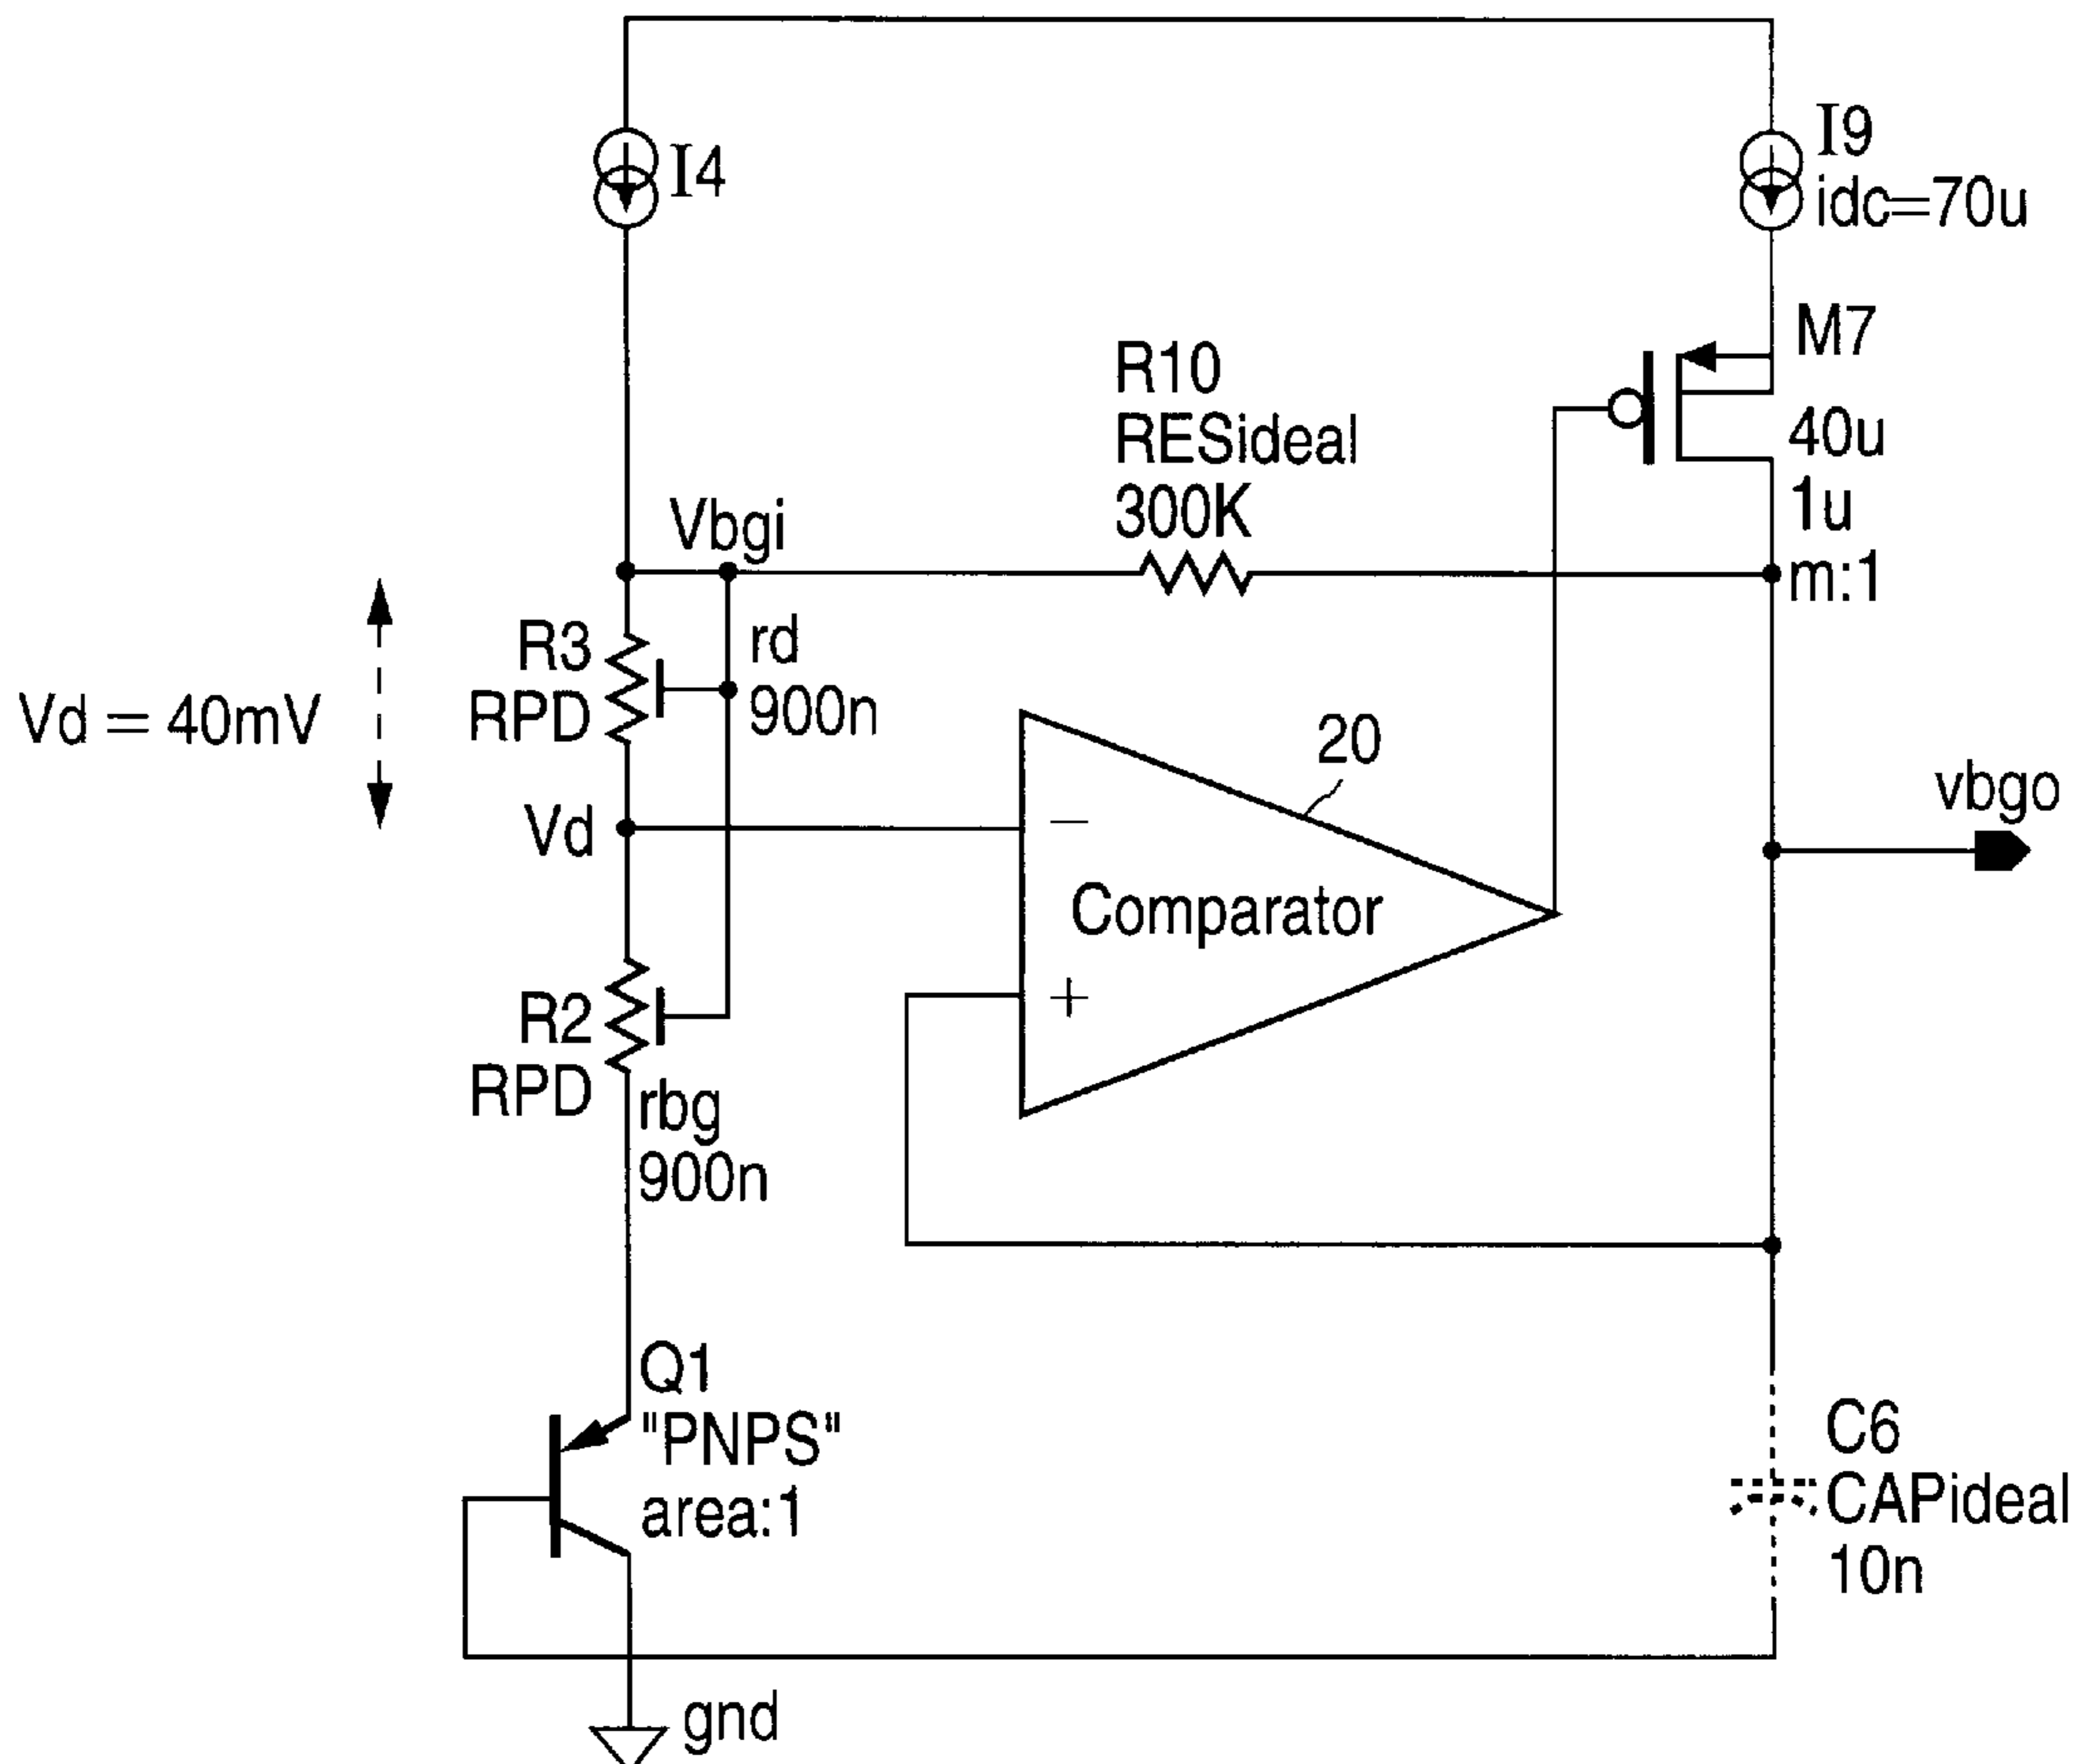 I4
I9
idc=70u
M7
40u
1u
m:1
R10
RESideal
300K
Vbgi
R3
RPD
rd
900n
Vd = 40mV
Vd
20
−
Comparator
+
vbgo
R2
RPD
rbg
900n
Q1
"PNPS"
area:1
C6
CAPideal
10n
gnd